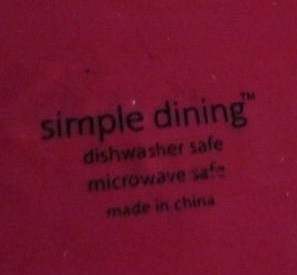 simple dining™
dishwasher safe
microwave safe
made in china